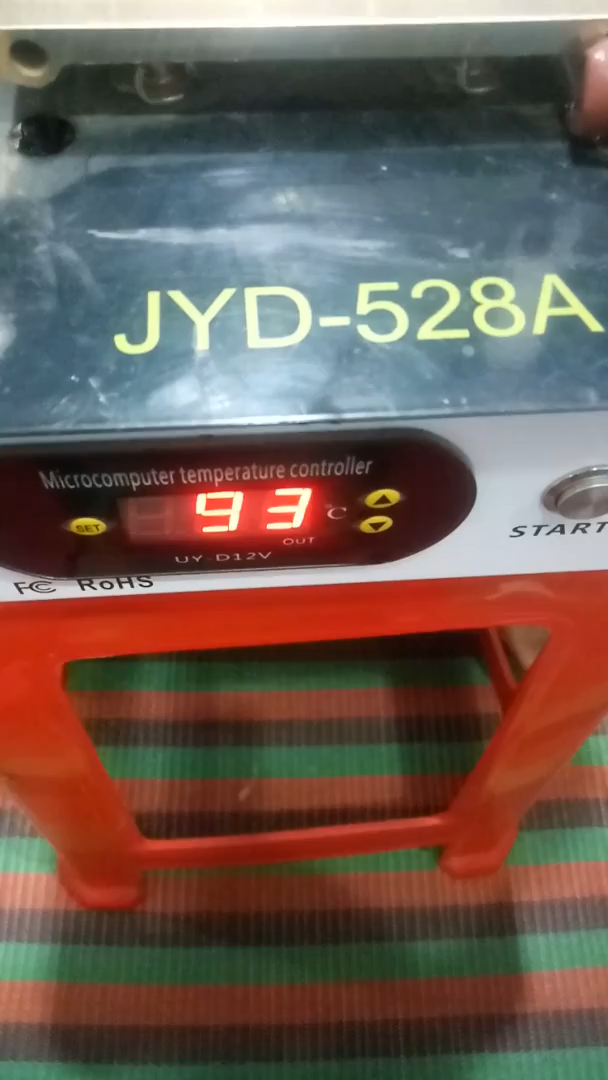 JYD-528A
Microcomputer temperature controller
SET
93 °C
OUT
UY-D12V
START
FC RoHS